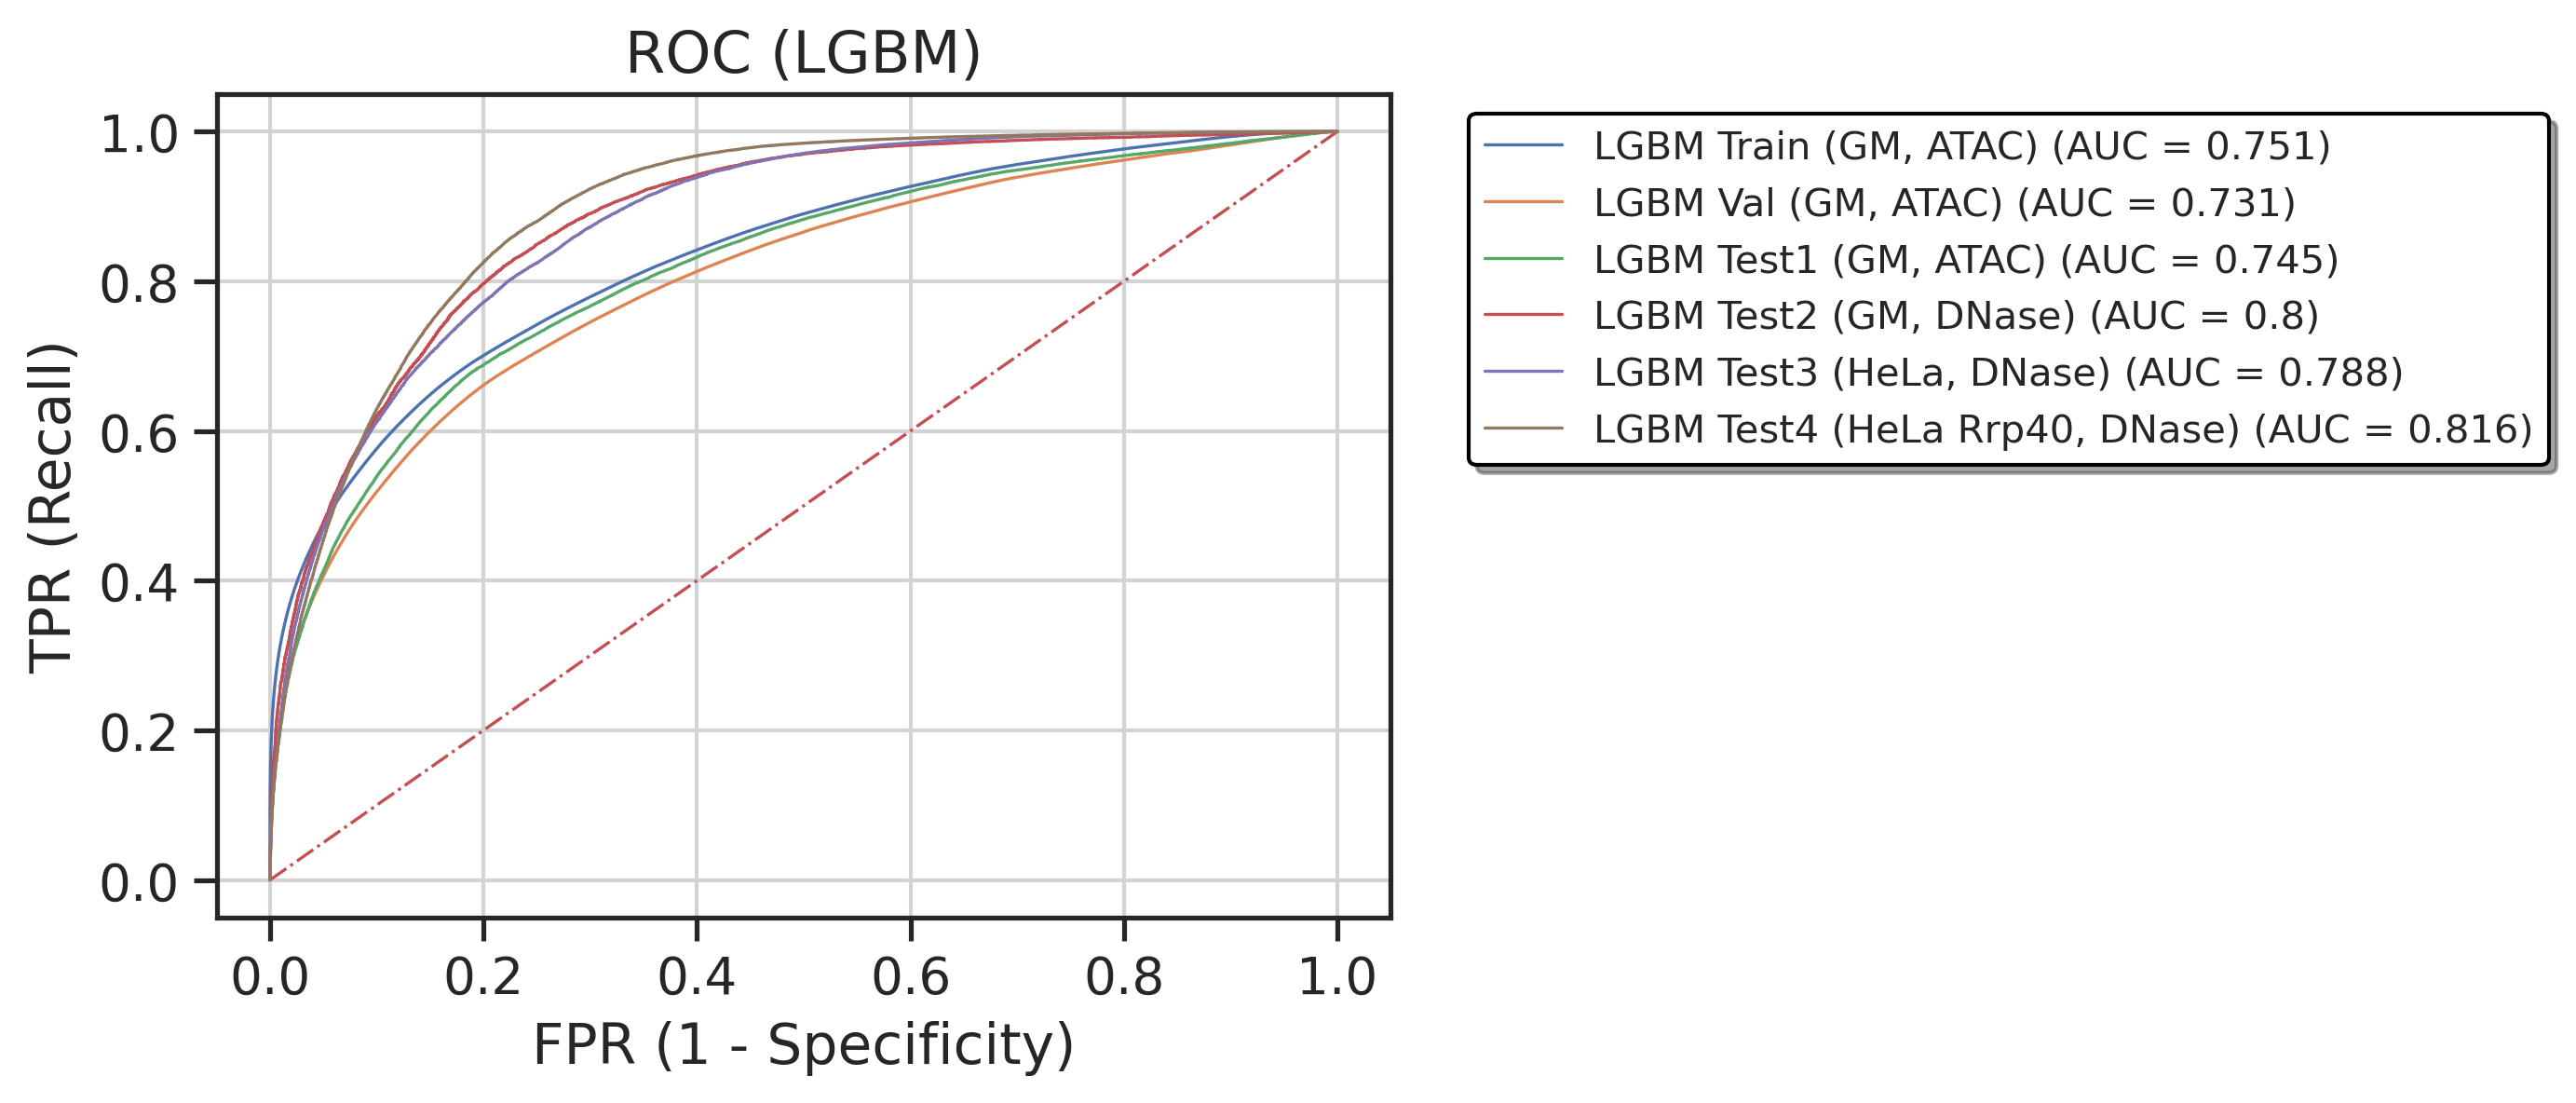 ROC (LGBM)
1.0
0.8
0.6
0.4
0.2
0.0
TPR (Recall)
0.0 0.2 0.4 0.6 0.8 1.0
FPR (1 - Specificity)
LGBM Train (GM, ATAC) (AUC = 0.751)
LGBM Val (GM, ATAC) (AUC = 0.731)
LGBM Test1 (GM, ATAC) (AUC = 0.745)
LGBM Test2 (GM, DNase) (AUC = 0.8)
LGBM Test3 (HeLa, DNase) (AUC = 0.788)
LGBM Test4 (HeLa Rrp40, DNase) (AUC = 0.816)